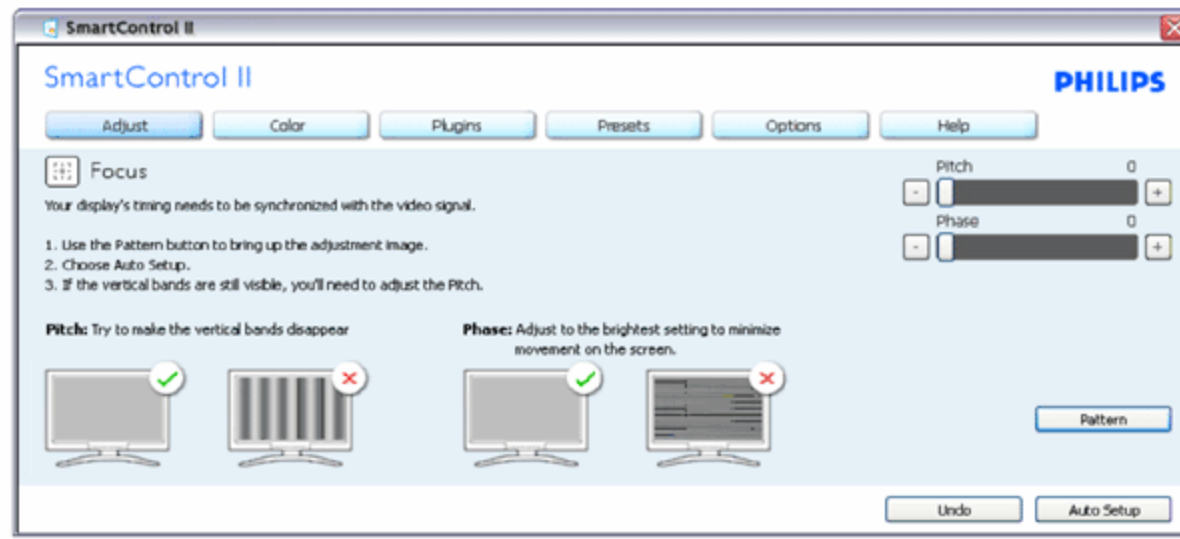 SmartControl II
SmartControl II
PHILIPS
Adjust Color Plugins Presets Options Help
Focus
Your display's timing needs to be synchronized with the video signal.
1. Use the Pattern button to bring up the adjustment image.
2. Choose Auto Setup.
3. If the vertical bands are still visible, you'll need to adjust the Pitch.
Pitch 0
- +
Phase 0
- +
Pitch: Try to make the vertical bands disappear
Phase: Adjust to the brightest setting to minimize
movement on the screen.
Pattern
Undo Auto Setup